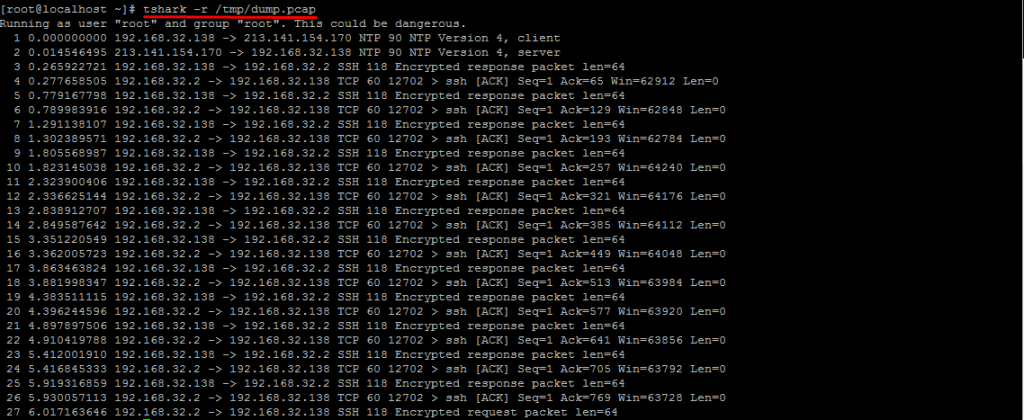 [root@localhost ~]# tshark -r /tmp/dump.pcap
Running as user "root" and group "root". This could be dangerous.
1 0.000000000 192.168.32.138 -> 213.141.154.170 NTP 90 NTP Version 4, client
2 0.014546495 213.141.154.170 -> 192.168.32.138 NTP 90 NTP Version 4, server
3 0.265922721 192.168.32.138 -> 192.168.32.2 SSH 118 Encrypted response packet len=64
4 0.277658505 192.168.32.2 -> 192.168.32.138 TCP 60 12702 > ssh [ACK] Seq=1 Ack=65 Win=62912 Len=0
5 0.779167798 192.168.32.138 -> 192.168.32.2 SSH 118 Encrypted response packet len=64
6 0.789983916 192.168.32.2 -> 192.168.32.138 TCP 60 12702 > ssh [ACK] Seq=1 Ack=129 Win=62848 Len=0
7 1.291138107 192.168.32.138 -> 192.168.32.2 SSH 118 Encrypted response packet len=64
8 1.302389571 192.168.32.2 -> 192.168.32.138 TCP 60 12702 > ssh [ACK] Seq=1 Ack=193 Win=62784 Len=0
9 1.805568987 192.168.32.138 -> 192.168.32.2 SSH 118 Encrypted response packet len=64
10 1.823145038 192.168.32.2 -> 192.168.32.138 TCP 60 12702 > ssh [ACK] Seq=1 Ack=257 Win=64240 Len=0
11 2.323900406 192.168.32.138 -> 192.168.32.2 SSH 118 Encrypted response packet len=64
12 2.336625144 192.168.32.2 -> 192.168.32.138 TCP 60 12702 > ssh [ACK] Seq=1 Ack=321 Win=64176 Len=0
13 2.838912707 192.168.32.138 -> 192.168.32.2 SSH 118 Encrypted response packet len=64
14 2.849587642 192.168.32.2 -> 192.168.32.138 TCP 60 12702 > ssh [ACK] Seq=1 Ack=385 Win=64112 Len=0
15 3.351220549 192.168.32.138 -> 192.168.32.2 SSH 118 Encrypted response packet len=64
16 3.362005723 192.168.32.2 -> 192.168.32.138 TCP 60 12702 > ssh [ACK] Seq=1 Ack=449 Win=64048 Len=0
17 3.863463824 192.168.32.138 -> 192.168.32.2 SSH 118 Encrypted response packet len=64
18 3.881998347 192.168.32.2 -> 192.168.32.138 TCP 60 12702 > ssh [ACK] Seq=1 Ack=513 Win=63984 Len=0
19 4.383511115 192.168.32.138 -> 192.168.32.2 SSH 118 Encrypted response packet len=64
20 4.396244596 192.168.32.2 -> 192.168.32.138 TCP 60 12702 > ssh [ACK] Seq=1 Ack=577 Win=63920 Len=0
21 4.897897506 192.168.32.138 -> 192.168.32.2 SSH 118 Encrypted response packet len=64
22 4.910419788 192.168.32.2 -> 192.168.32.138 TCP 60 12702 > ssh [ACK] Seq=1 Ack=641 Win=63856 Len=0
23 5.412001910 192.168.32.138 -> 192.168.32.2 SSH 118 Encrypted response packet len=64
24 5.416845333 192.168.32.2 -> 192.168.32.138 TCP 60 12702 > ssh [ACK] Seq=1 Ack=705 Win=63792 Len=0
25 5.919316859 192.168.32.138 -> 192.168.32.2 SSH 118 Encrypted response packet len=64
26 5.930057113 192.168.32.2 -> 192.168.32.138 TCP 60 12702 > ssh [ACK] Seq=1 Ack=769 Win=63728 Len=0
27 6.017163646 192.168.32.2 -> 192.168.32.138 SSH 118 Encrypted request packet len=64